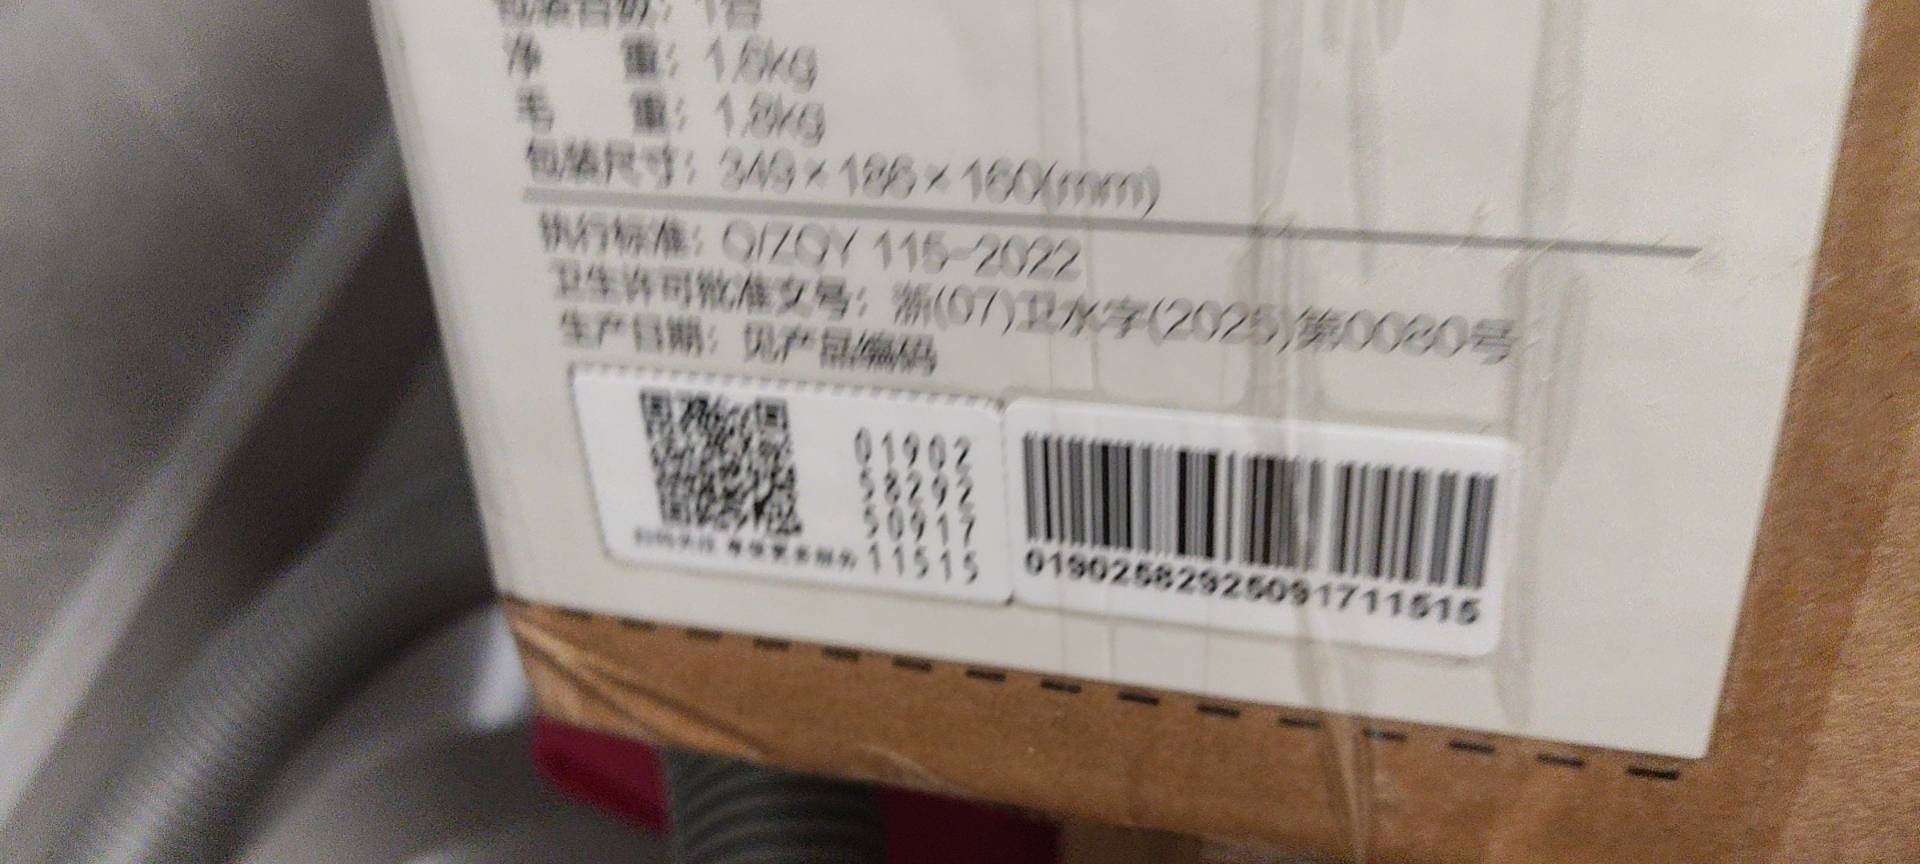 净 重：1.6kg
毛 重：1.8kg
包装尺寸：349×186×160(mm)
执行标准：Q/ZQY 115-2022
卫生许可批准文号：浙(07)卫水字(2025)第0080号
生产日期：见产品编码
01902
58292
50917
11515
0190258292509171​1515